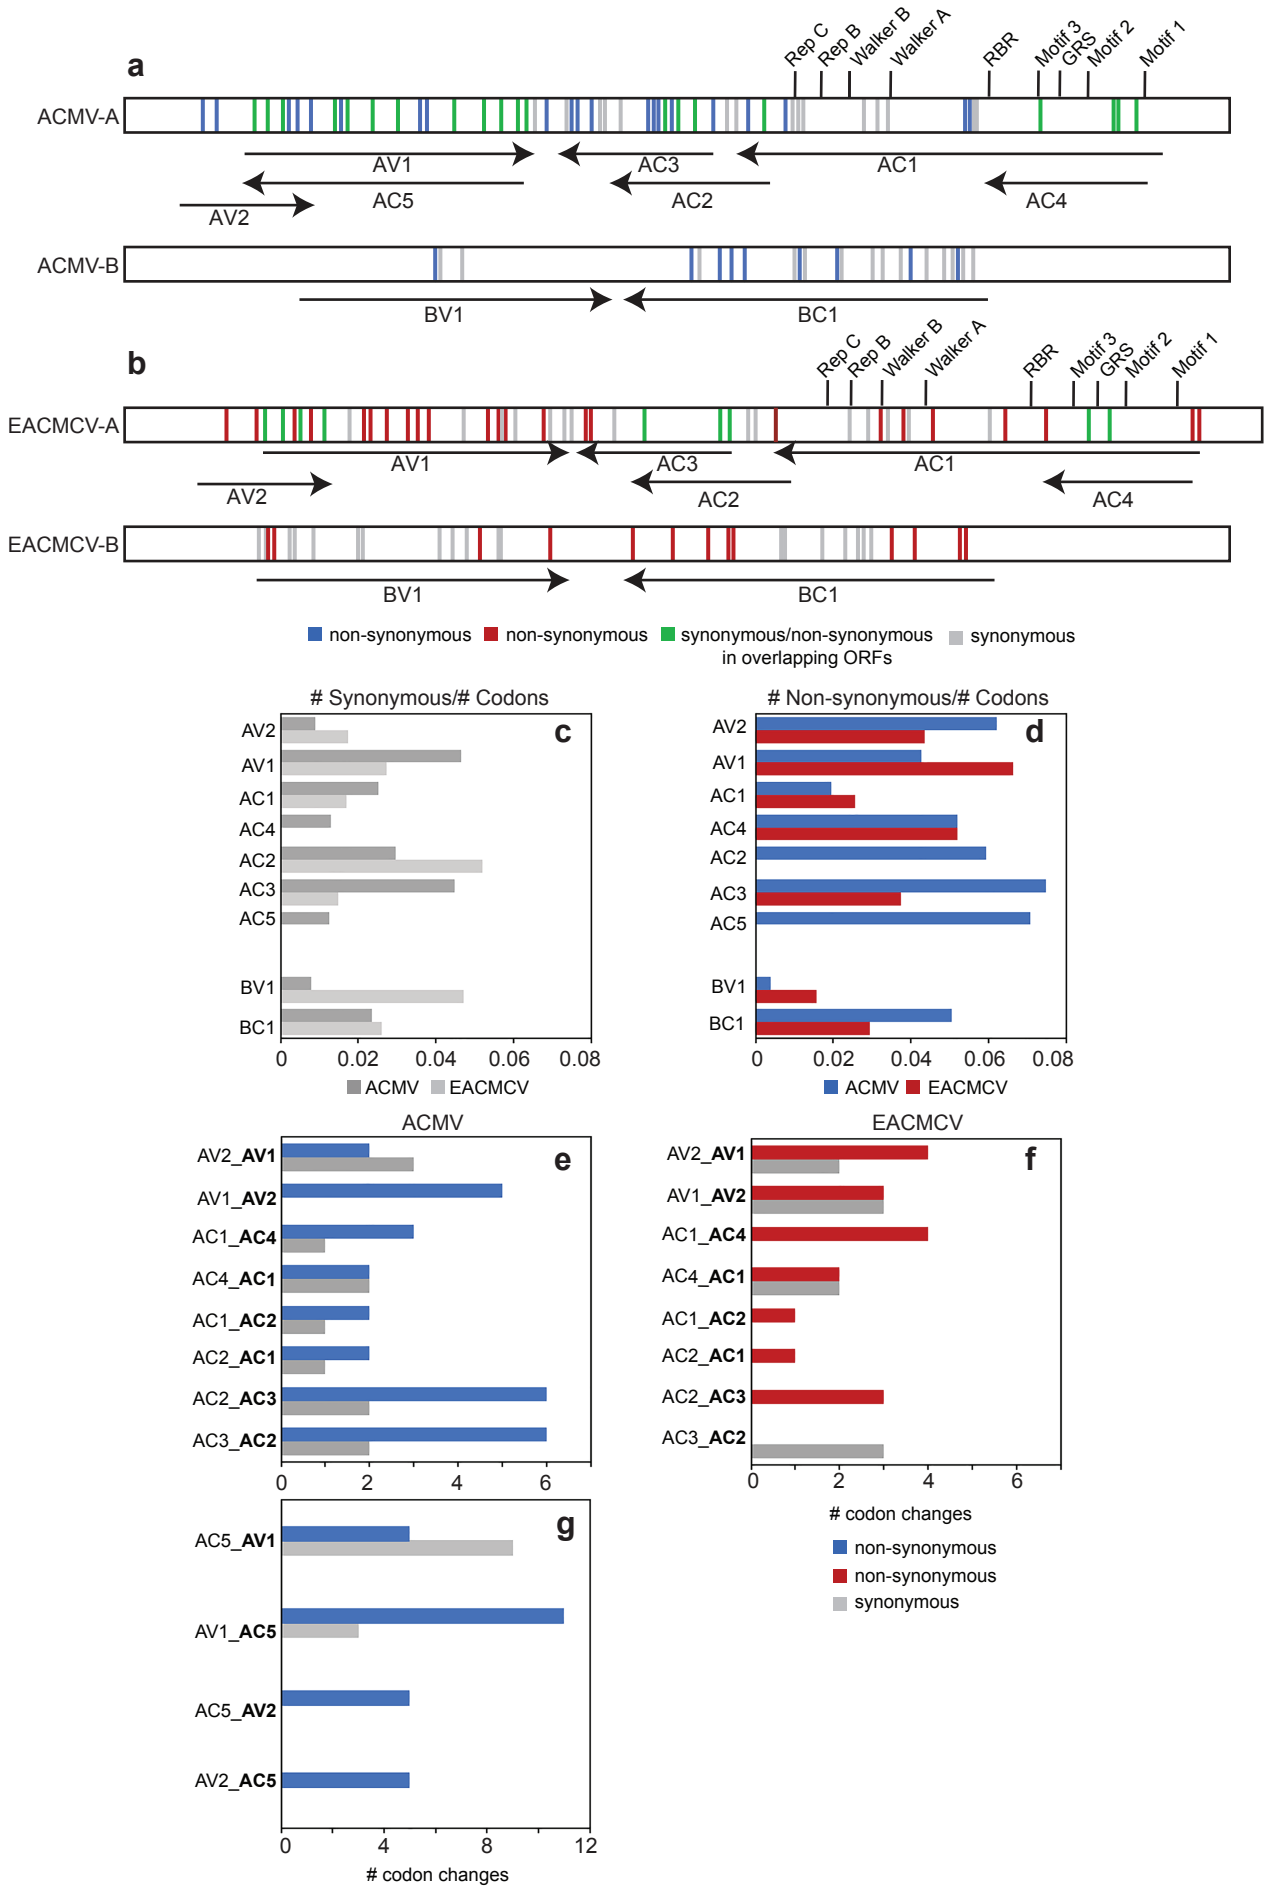 a
Rep C
Rep B
Walker B
Walker A
RBR
Motif 3
GRS
Motif 2
Motif 1
ACMV-A
AV1
AC3
AC1
AC5
AC2
AC4
AV2
ACMV-B
BV1
BC1
b
Rep C
Rep B
Walker B
Walker A
RBR
Motif 3
GRS
Motif 2
Motif 1
EACMCV-A
AV1
AC3
AC1
AV2
AC2
AC4
EACMCV-B
BV1
BC1
non-synonymous
non-synonymous
synonymous/non-synonymous
in overlapping ORFs
synonymous
# Synonymous/# Codons
c
AV2
AV1
AC1
AC4
AC2
AC3
AC5
BV1
BC1
0 0.02 0.04 0.06 0.08
ACMV EACMCV
# Non-synonymous/# Codons
d
AV2
AV1
AC1
AC4
AC2
AC3
AC5
BV1
BC1
0 0.02 0.04 0.06 0.08
ACMV EACMCV
ACMV
e
AV2_AV1
AV1_AV2
AC1_AC4
AC4_AC1
AC1_AC2
AC2_AC1
AC2_AC3
AC3_AC2
0 2 4 6
EACMCV
f
AV2_AV1
AV1_AV2
AC1_AC4
AC4_AC1
AC1_AC2
AC2_AC1
AC2_AC3
AC3_AC2
0 2 4 6
# codon changes
non-synonymous
non-synonymous
synonymous
g
AC5_AV1
AV1_AC5
AC5_AV2
AV2_AC5
0 4 8 12
# codon changes